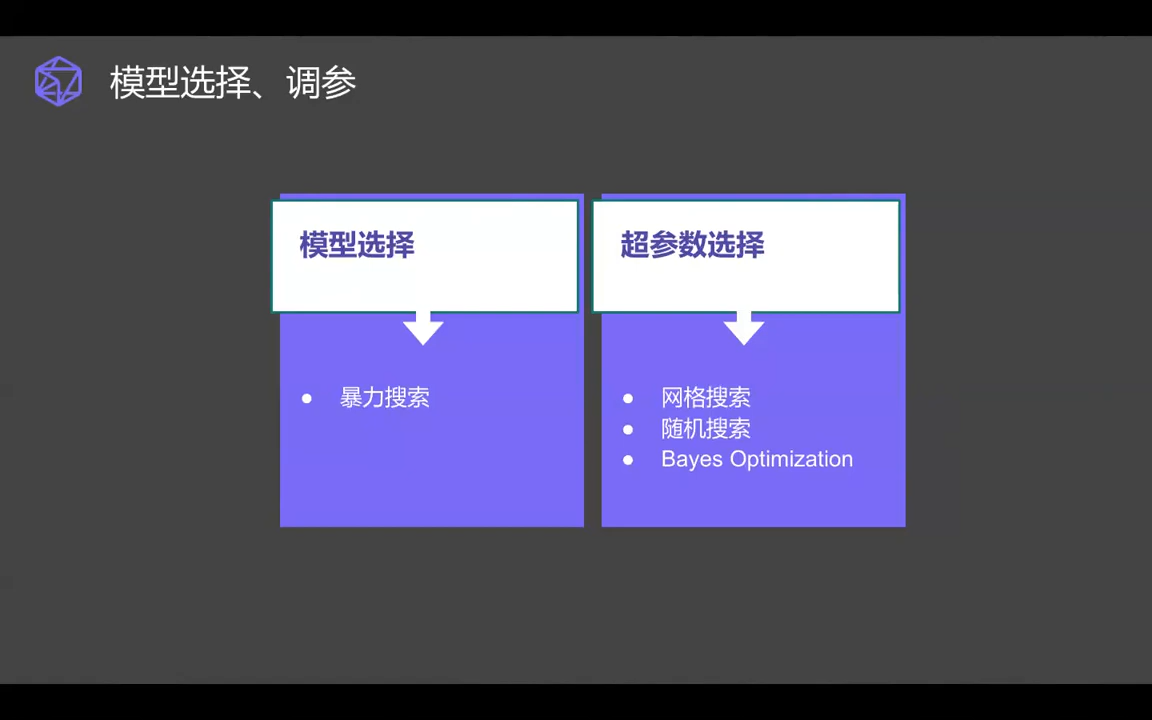 模型选择、调参
模型选择
暴力搜索
超参数选择
网格搜索
随机搜索
Bayes Optimization